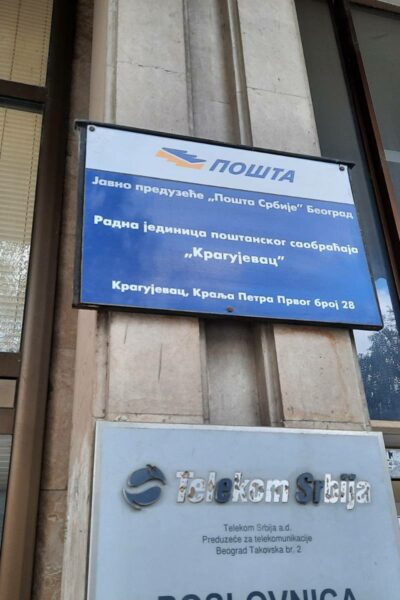 ПОШТА
Јавно предузеће „Пошта Србије” Београд
Радна јединица поштанског саобраћаја
„Крагујевац”
Крагујевац, Краља Петра Првог број 28
Telekom Srbija
Telekom Srbija a.d.
Preduzeće za telekomunikacije
Beograd Takovska br. 2
POSLOVNICA